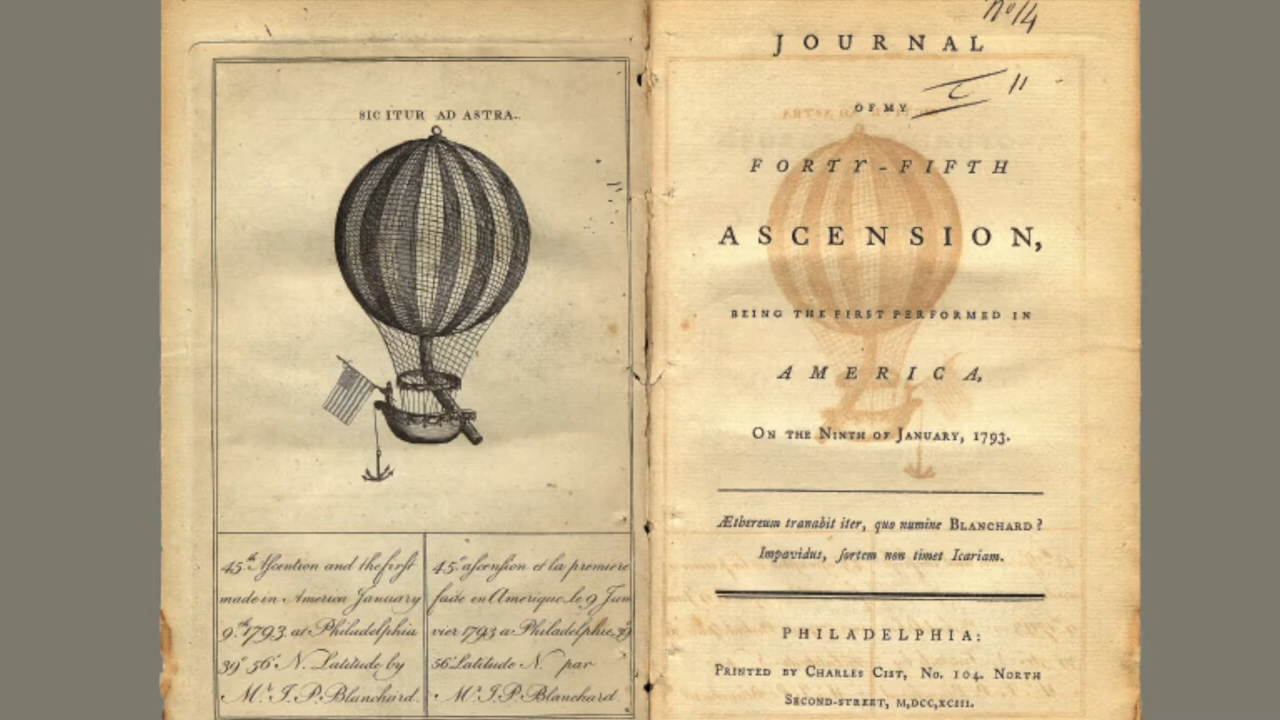 SIC ITUR AD ASTRA.
45.th Ascention and the first
made in America January
9.th 1793. at Philadelphia
39° 56' N. Latitude by
Mr. J. P. Blanchard.
45.e ascension et la premiere
faite en Amerique, le 9 Jan
vier 1793 a Philadelphie, 39°
56' Latitude N. par
Mr. J. P. Blanchard.
No 14
JOURNAL
OF MY
FORTY-FIFTH
ASCENSION,
BEING THE FIRST PERFORMED IN
AMERICA,
ON THE NINTH OF JANUARY, 1793.
Æthereum tranabit iter, quo numine BLANCHARD?
Impavidus, sortem non timet Icariam.
PHILADELPHIA:
PRINTED BY CHARLES CIST, No. 104. NORTH
SECOND-STREET, M,DCC,XCIII.